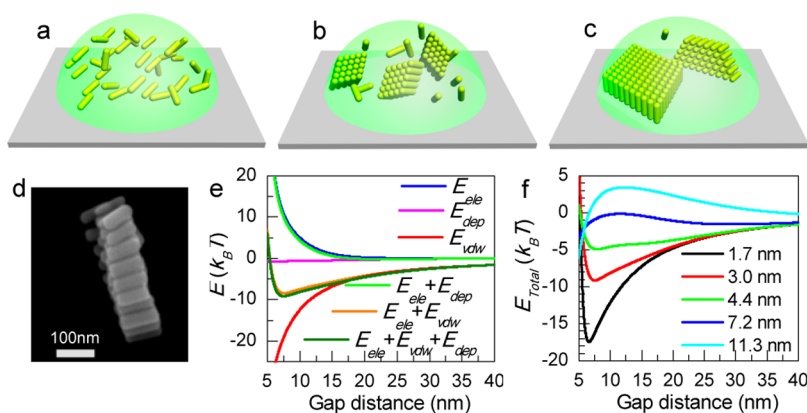 a
b
c
d
100nm
e
20
10
0
-10
-20
E (k_BT)
5 10 15 20 25 30 35 40
Gap distance (nm)
E_ele
E_dep
E_vdw
E_ele+E_dep
E_ele+E_vdw
E_ele+E_vdw+E_dep
f
5
0
-5
-10
-15
-20
E_Total (k_BT)
5 10 15 20 25 30 35 40
Gap distance (nm)
1.7 nm
3.0 nm
4.4 nm
7.2 nm
11.3 nm